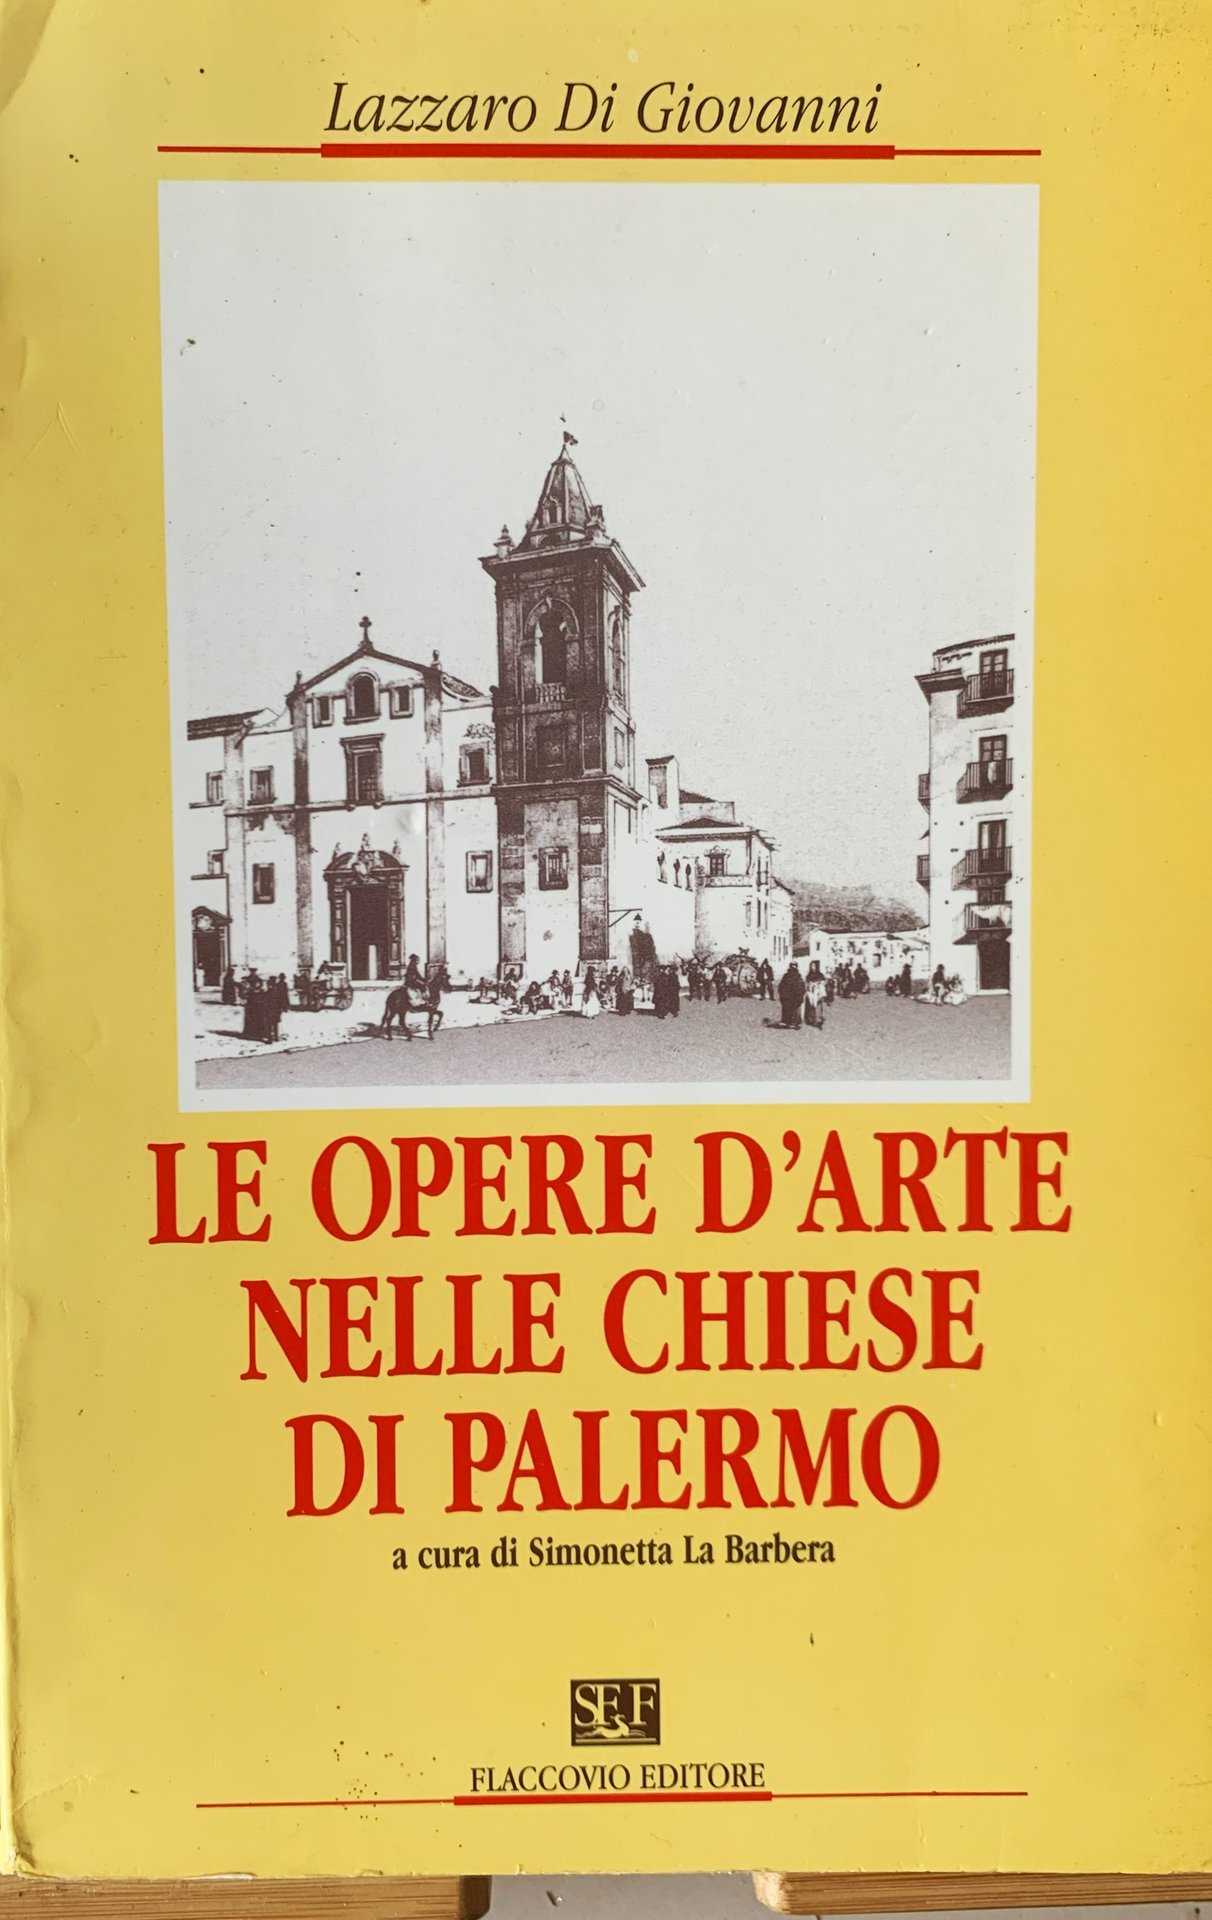 Lazzaro Di Giovanni
LE OPERE D'ARTE
NELLE CHIESE
DI PALERMO
a cura di Simonetta La Barbera
SFF
FLACCOVIO EDITORE